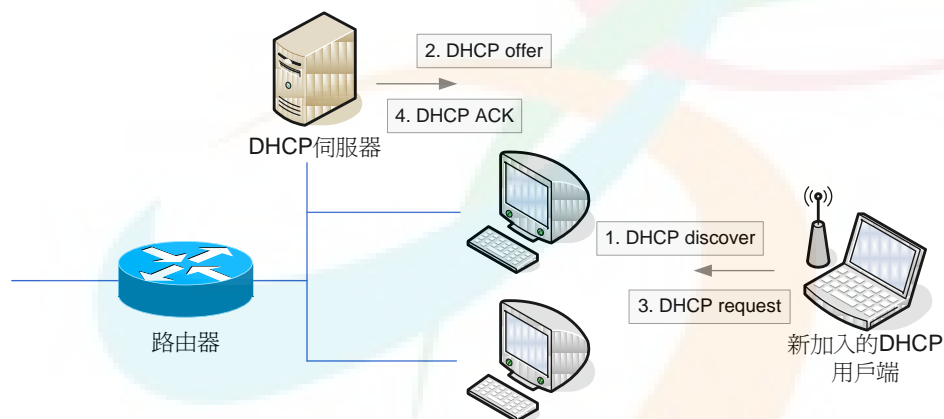 2. DHCP offer
4. DHCP ACK
DHCP伺服器
1. DHCP discover
3. DHCP request
路由器
新加入的DHCP
用戶端